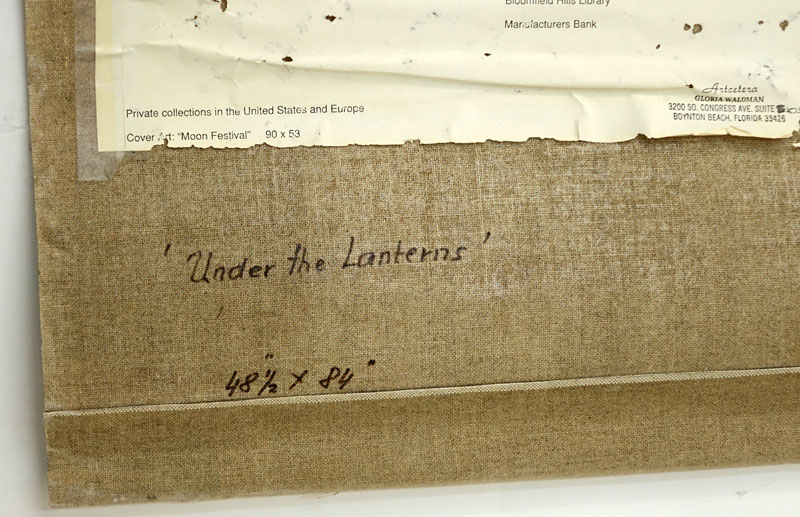 Bloomfield Hills Library
Manufacturers Bank
Private collections in the United States and Europe
Cover Art: "Moon Festival" 90 x 53
Artcetera
GLORIA WALDMAN
3200 SO. CONGRESS AVE. SUITE
BOYNTON BEACH, FLORIDA 33426
'Under the Lanterns'
48½" X 84"